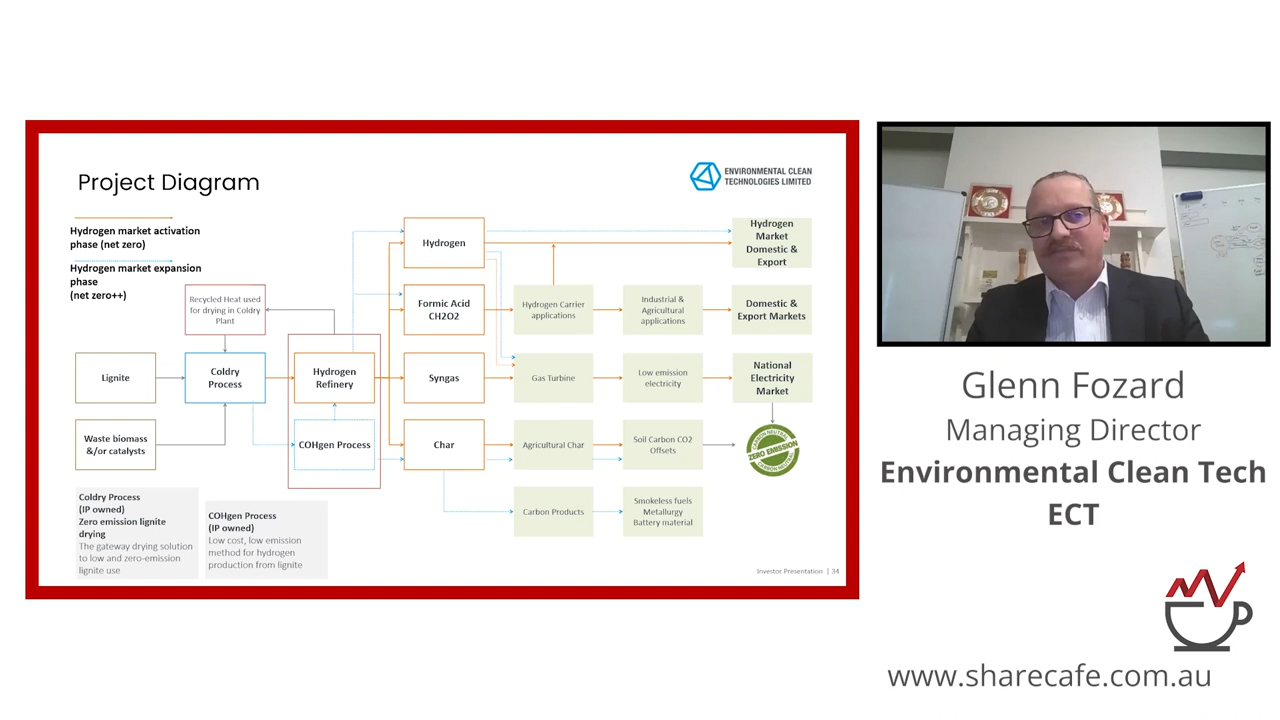 Project Diagram
ENVIRONMENTAL CLEAN
TECHNOLOGIES LIMITED
Hydrogen market activation
phase (net zero)
Hydrogen market expansion
phase
(net zero++)
Recycled Heat used
for drying in Coldry
Plant
Lignite
Coldry
Process
Hydrogen
Refinery
Waste biomass
&/or catalysts
COHgen Process
Hydrogen
Hydrogen
Market
Domestic &
Export
Formic Acid
CH2O2
Hydrogen Carrier
applications
Industrial &
Agricultural
applications
Domestic &
Export Markets
Syngas
Gas Turbine
Low emission
electricity
National
Electricity
Market
Char
Agricultural Char
Soil Carbon CO2
Offsets
CARBON NEUTRAL
ZERO EMISSION
CARBON NEUTRAL
Carbon Products
Smokeless fuels
Metallurgy
Battery material
Coldry Process
(IP owned)
Zero emission lignite
drying
The gateway drying solution
to low and zero-emission
lignite use
COHgen Process
(IP owned)
Low cost, low emission
method for hydrogen
production from lignite
Investor Presentation | 34
Glenn Fozard
Managing Director
Environmental Clean Tech
ECT
www.sharecafe.com.au